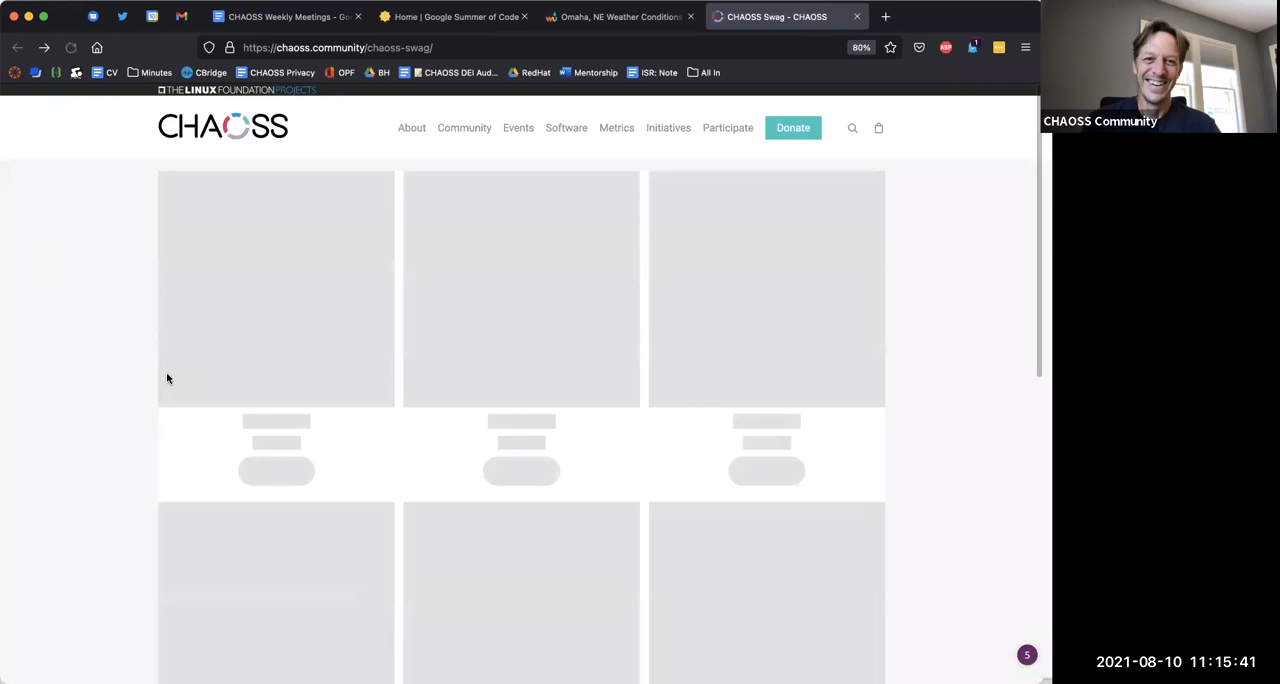 CHAOSS Weekly Meetings - Goo
Home | Google Summer of Code
Omaha, NE Weather Conditions
CHAOSS Swag - CHAOSS
https://chaoss.community/chaoss-swag/
80%
ABP
1
CV
Minutes
CBridge
CHAOSS Privacy
OPF
BH
CHAOSS DEI Aud...
RedHat
Mentorship
ISR: Note
All In
THE LINUX FOUNDATION PROJECTS
CHAOSS
About
Community
Events
Software
Metrics
Initiatives
Participate
Donate
CHAOSS Community
5
2021-08-10 11:15:41